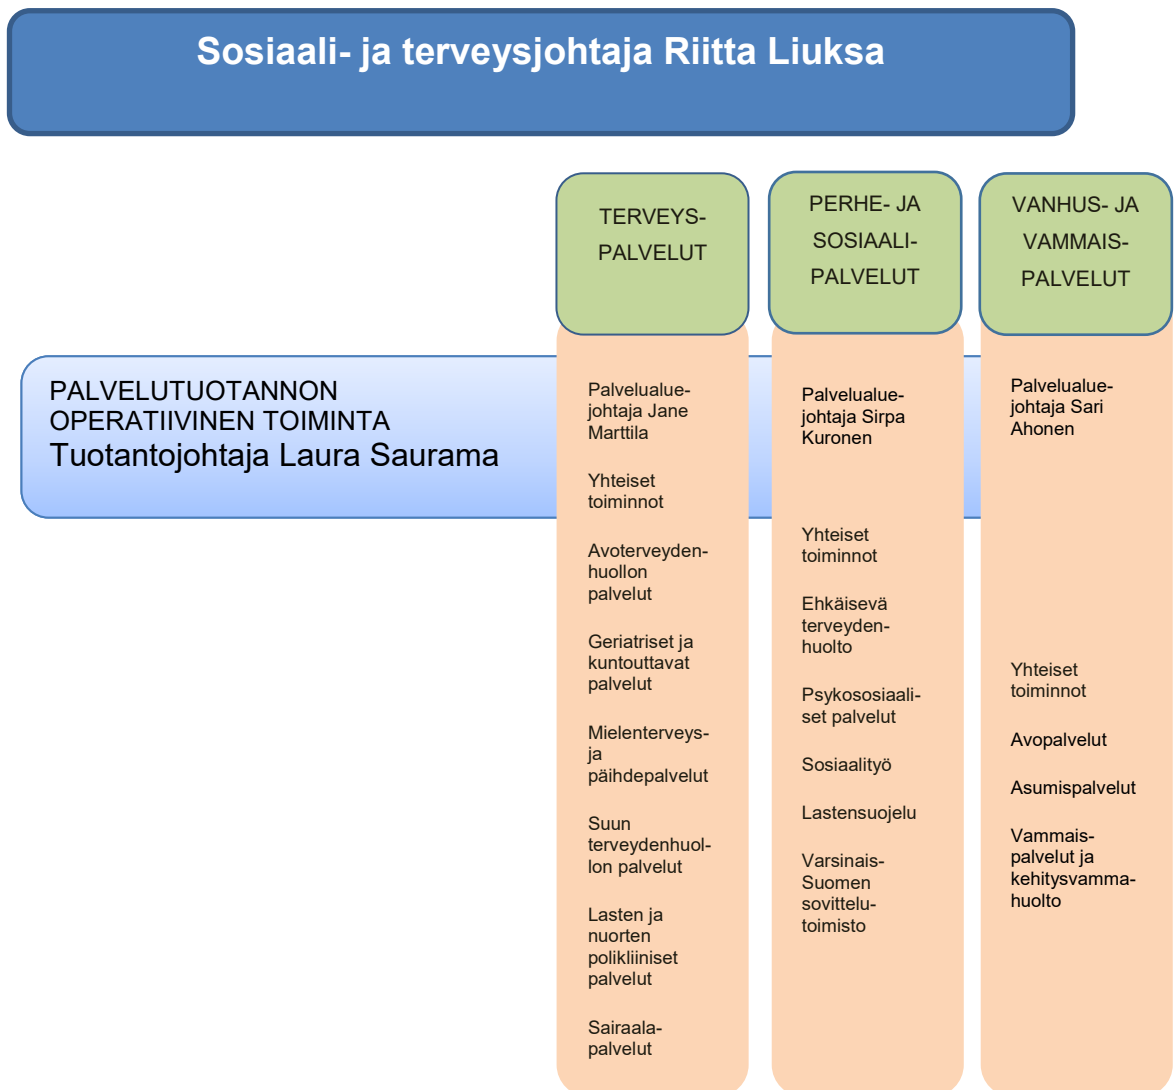 Sosiaali- ja terveysjohtaja Riitta Liuksa
TERVEYS-
PALVELUT
PERHE- JA
SOSIAALI-
PALVELUT
VANHUS- JA
VAMMAIS-
PALVELUT
PALVELUTUOTANNON
OPERATIIVINEN TOIMINTA
Tuotantojohtaja Laura Saurama
Palvelualue-
johtaja Jane
Marttila
Yhteiset
toiminnot
Avoterveyden-
huollon
palvelut
Geriatriset ja
kuntouttavat
palvelut
Mielenterveys-
ja
päihdepalvelut
Suun
terveydenhuol-
lon palvelut
Lasten ja
nuorten
polikliiniset
palvelut
Sairaala-
palvelut
Palvelualue-
johtaja Sirpa
Kuronen
Yhteiset
toiminnot
Ehkäisevä
terveyden-
huolto
Psykososiaali-
set palvelut
Sosiaalityö
Lastensuojelu
Varsinais-
Suomen
sovittelu-
toimisto
Palvelualue-
johtaja Sari
Ahonen
Yhteiset
toiminnot
Avopalvelut
Asumispalvelut
Vammais-
palvelut ja
kehitysvamma-
huolto